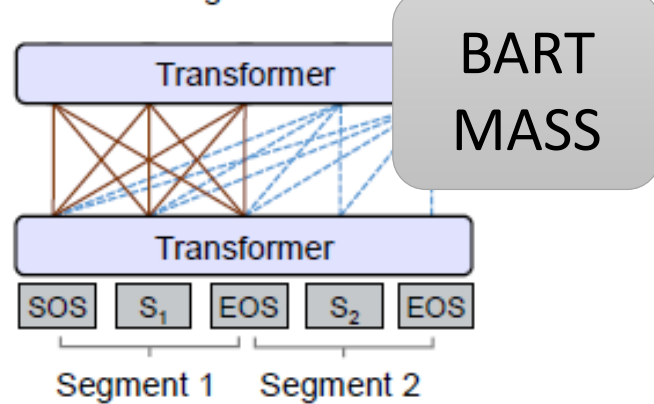 Transformer
BART
MASS
Transformer
SOS S₁ EOS S₂ EOS
Segment 1 Segment 2